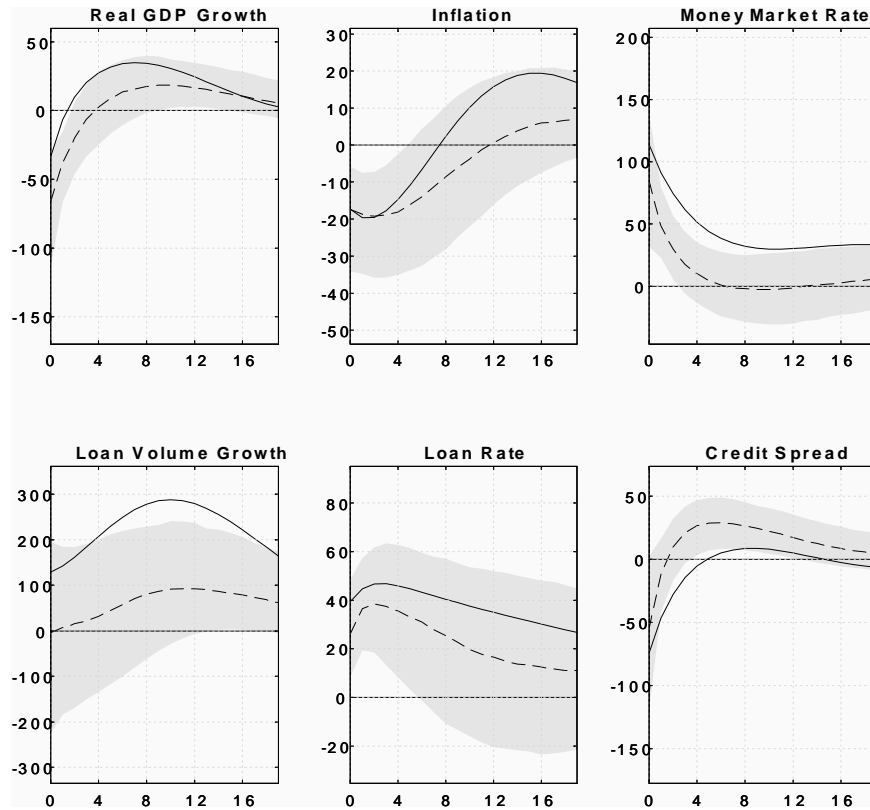 Real GDP Growth Inflation Money Market Rate
50 30 200
0 20 150
-50 10 100
-100 0 50
-150 -10 0
-20
-30
-40
-50
0 4 8 12 16 0 4 8 12 16 0 4 8 12 16
Loan Volume Growth Loan Rate Credit Spread
300 80 50
200 60 0
100 40 -50
0 20 -100
-100 0 -150
-200 -20
-300
0 4 8 12 16 0 4 8 12 16 0 4 8 12 16